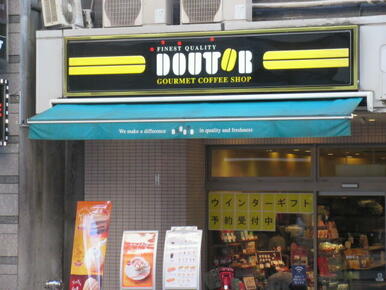 FINEST QUALITY
DOUTOR
GOURMET COFFEE SHOP
We make a difference in quality and freshness
ウインターギフト
予約受付中